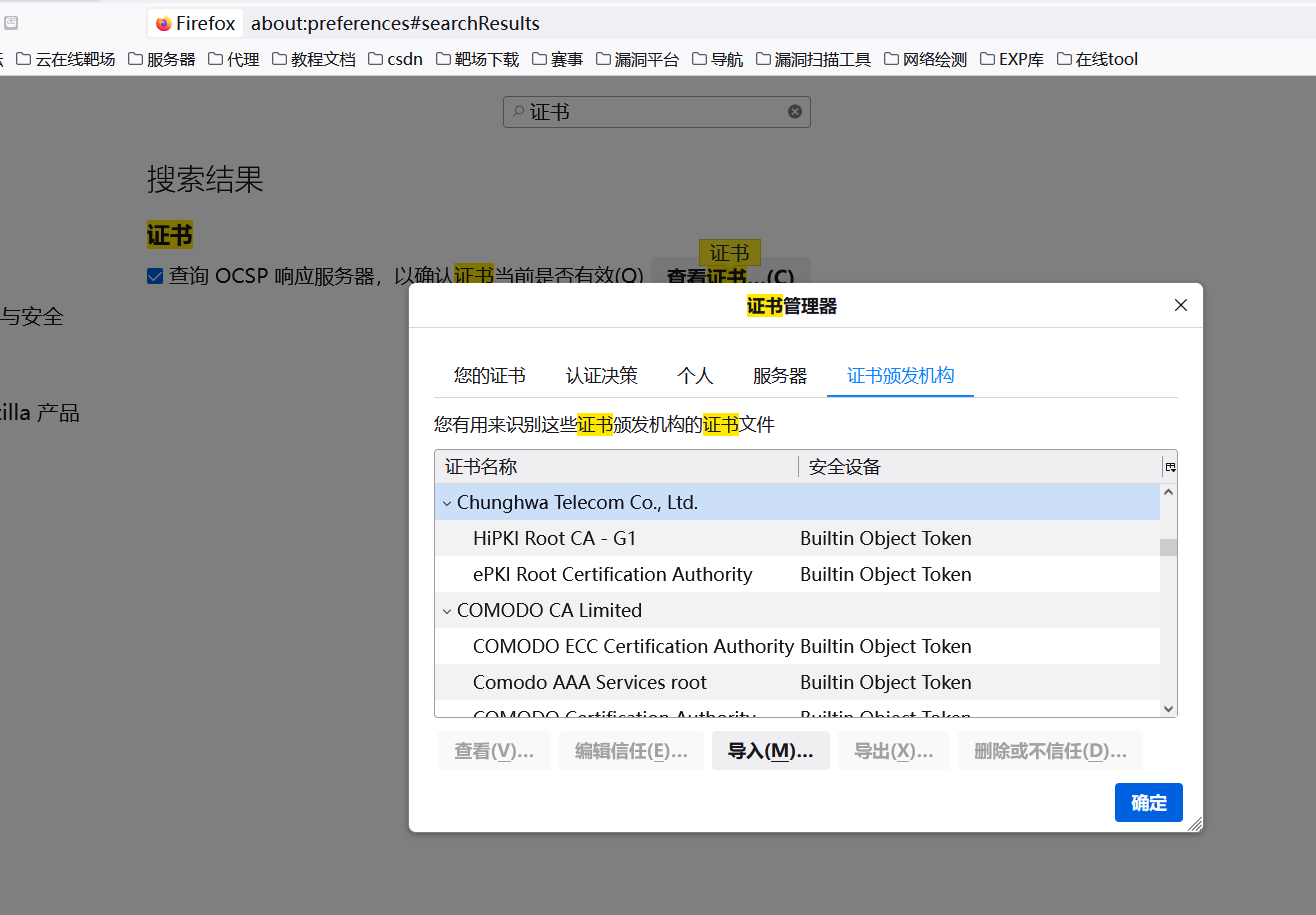 Firefox about:preferences#searchResults
云在线靶场 服务器 代理 教程文档 csdn 靶场下载 赛事 漏洞平台 导航 漏洞扫描工具 网络绘测 EXP库 在线tool
证书
搜索结果
证书
证书
查询 OCSP 响应服务器，以确认证书当前是否有效(Q) 查看证书...(C)
与安全
illa 产品
证书管理器
您的证书 认证决策 个人 服务器 证书颁发机构
您有用来识别这些证书颁发机构的证书文件
证书名称 安全设备
Chunghwa Telecom Co., Ltd.
HiPKI Root CA - G1 Builtin Object Token
ePKI Root Certification Authority Builtin Object Token
COMODO CA Limited
COMODO ECC Certification Authority Builtin Object Token
Comodo AAA Services root Builtin Object Token
COMODO Certification Authority Builtin Object Token
查看(V)... 编辑信任(E)... 导入(M)... 导出(X)... 删除或不信任(D)...
确定